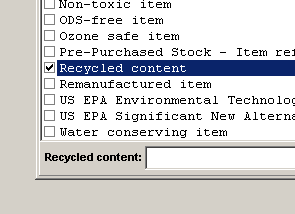 Non-toxic item
ODS-free item
Ozone safe item
Pre-Purchased Stock - Item ref
Recycled content
Remanufactured item
US EPA Environmental Technolog
US EPA Significant New Alterna
Water conserving item
Recycled content: